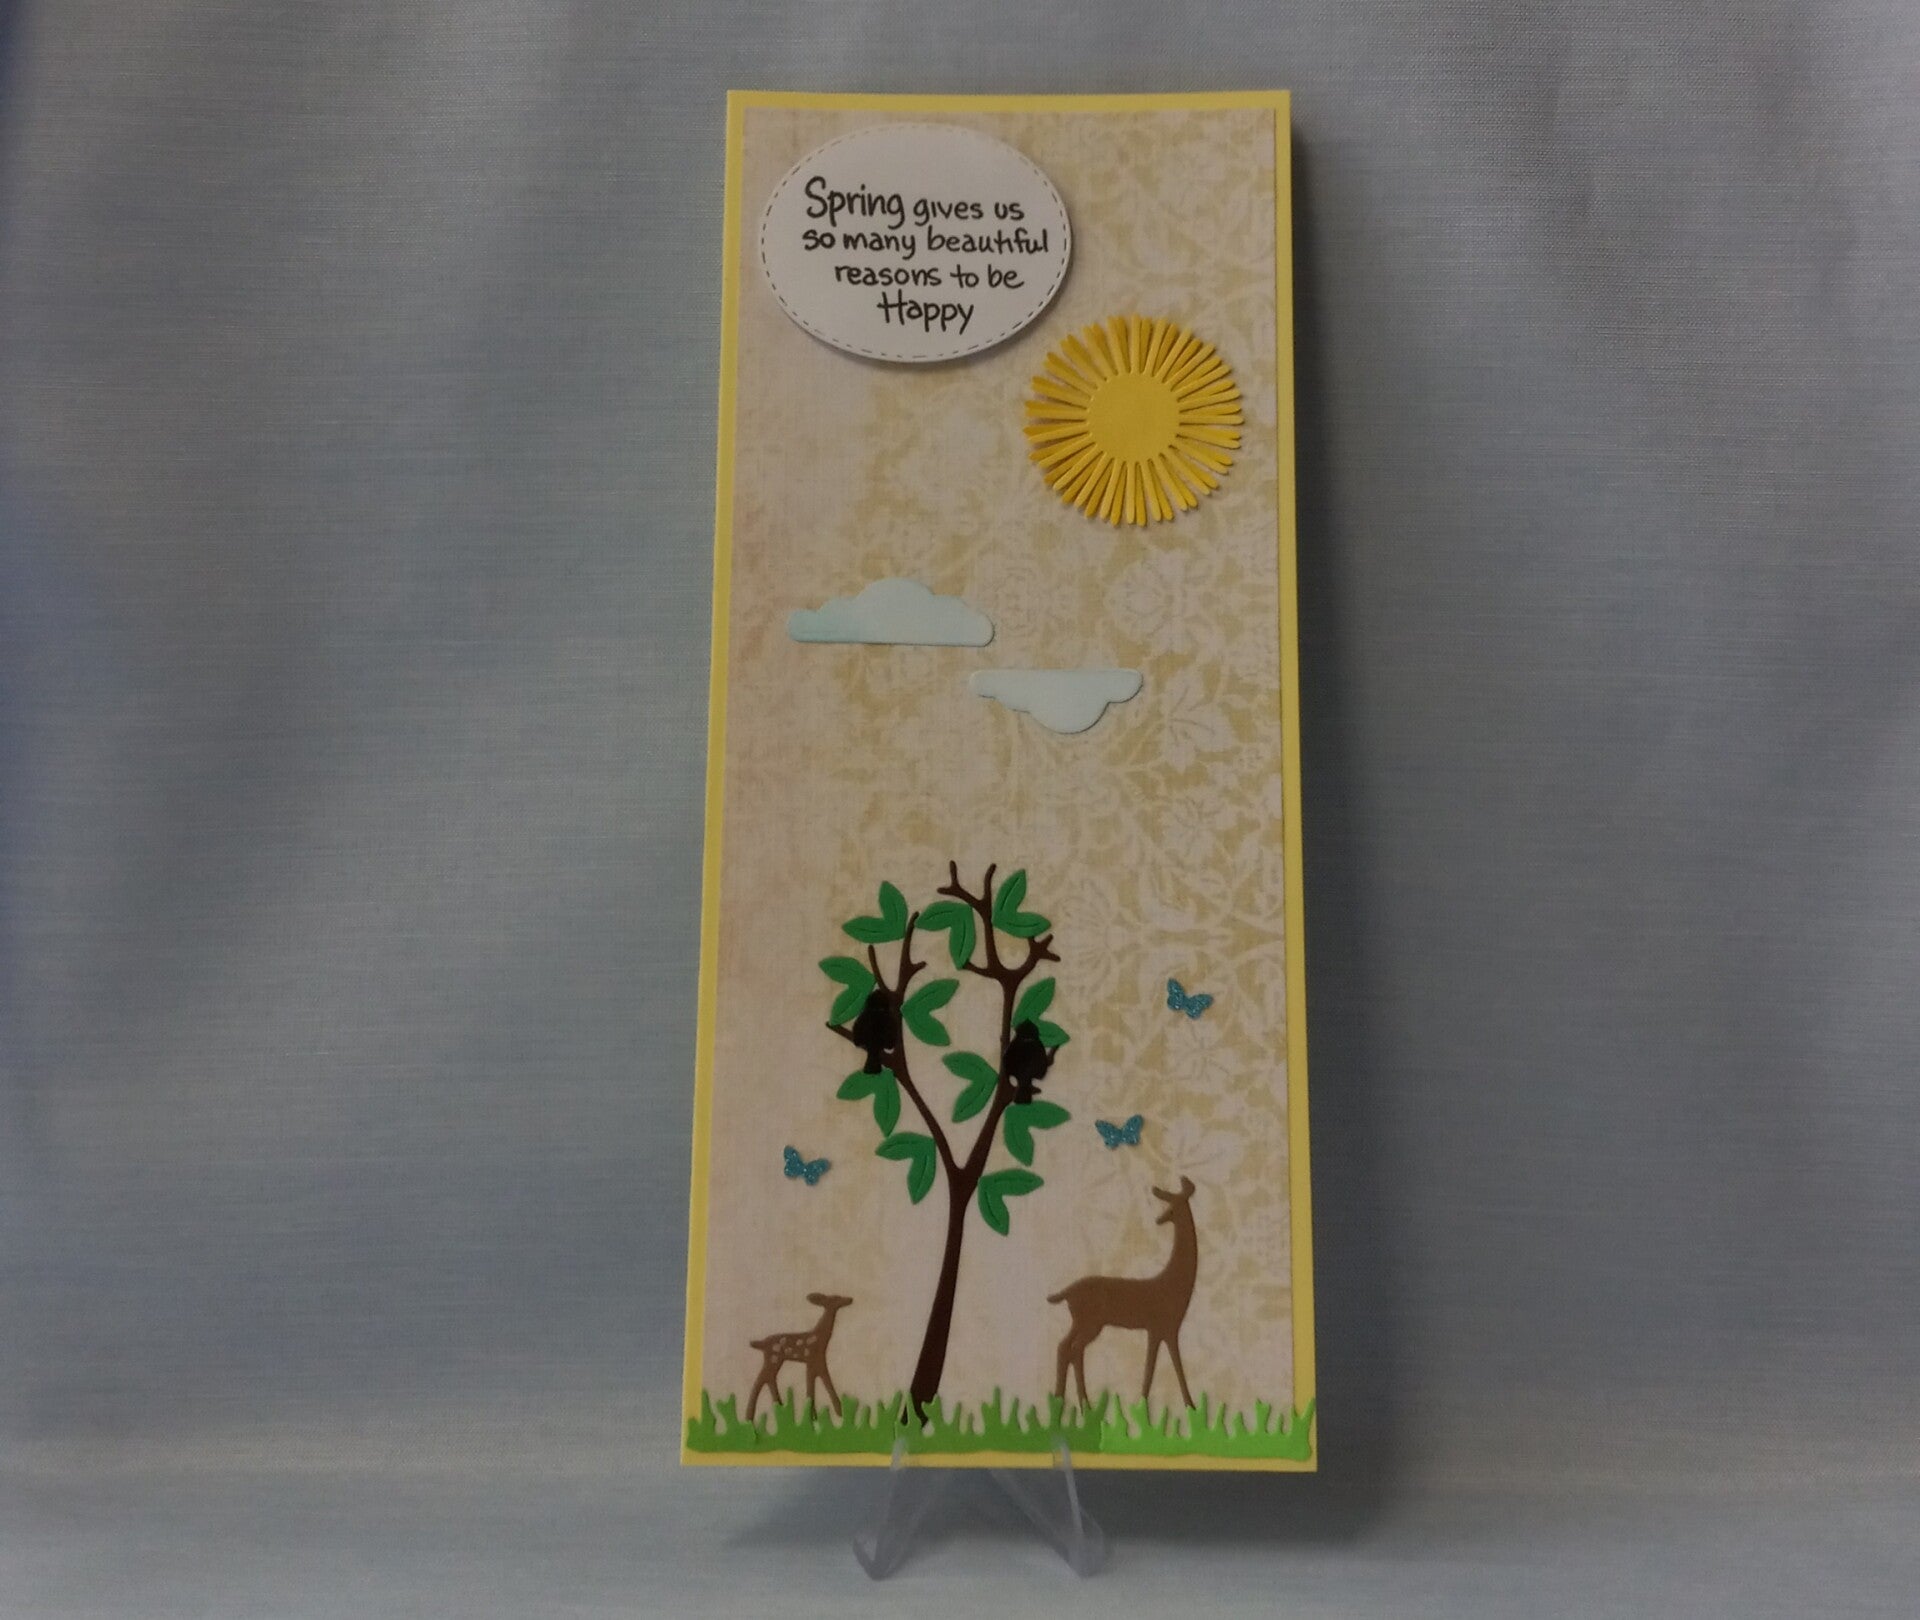 Spring gives us
so many beautiful
reasons to be
Happy